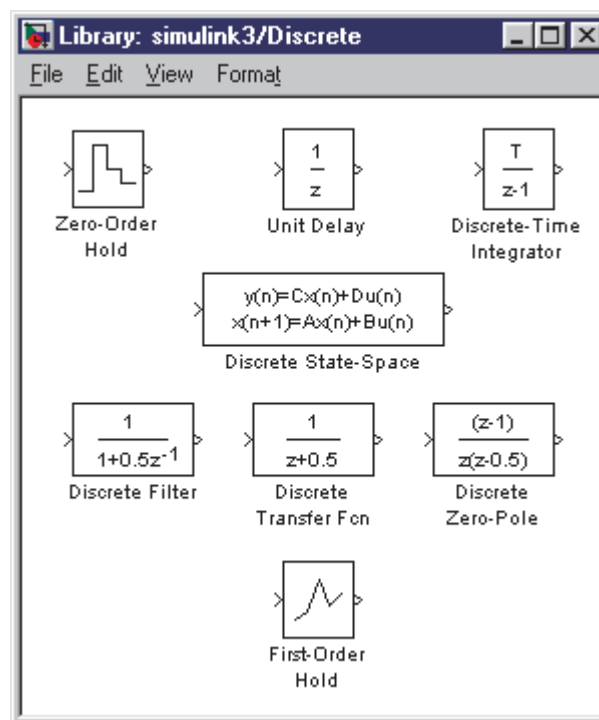 Library: simulink3/Discrete
File Edit View Format
1
z
T
z-1
Zero-Order
Hold
Unit Delay
Discrete-Time
Integrator
y(n)=Cx(n)+Du(n)
x(n+1)=Ax(n)+Bu(n)
Discrete State-Space
1
1+0.5z-1
Discrete Filter
1
z+0.5
Discrete
Transfer Fcn
(z-1)
z(z-0.5)
Discrete
Zero-Pole
First-Order
Hold